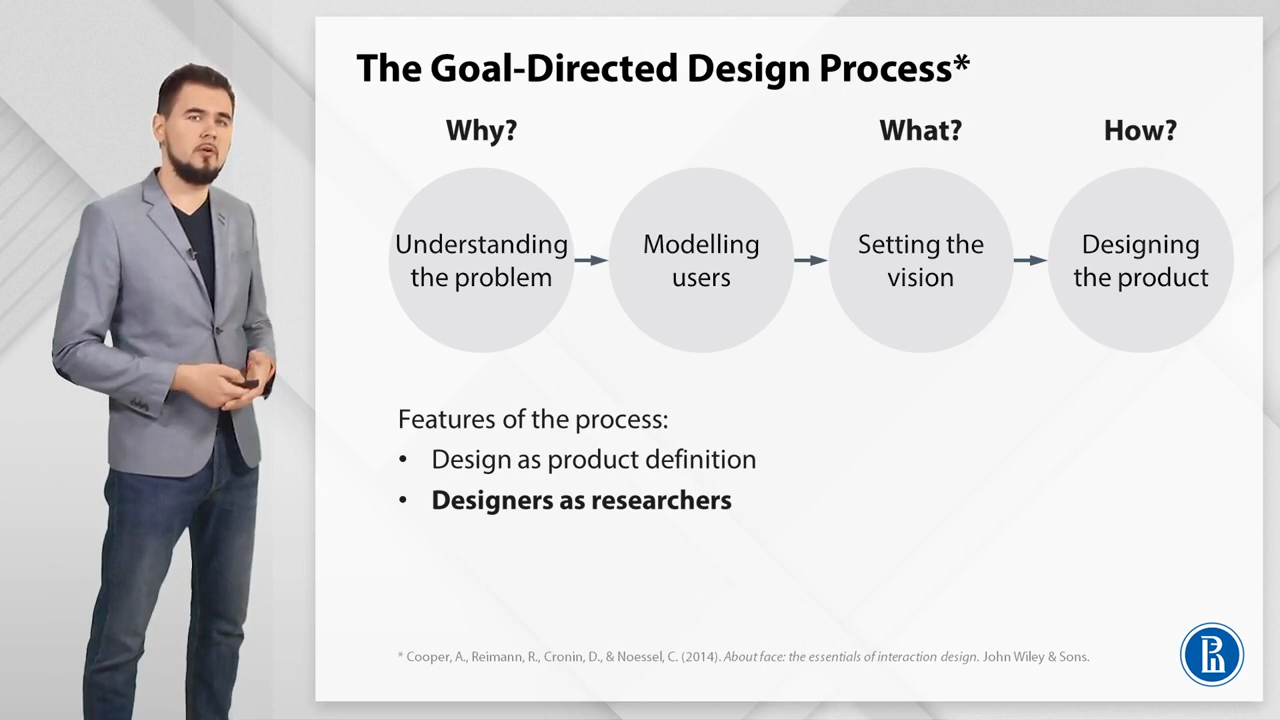 The Goal-Directed Design Process*
Why?
What?
How?
Understanding
the problem
Modelling
users
Setting the
vision
Designing
the product
Features of the process:
• Design as product definition
• Designers as researchers
* Cooper, A., Reimann, R., Cronin, D., & Noessel, C. (2014). About face: the essentials of interaction design. John Wiley & Sons.